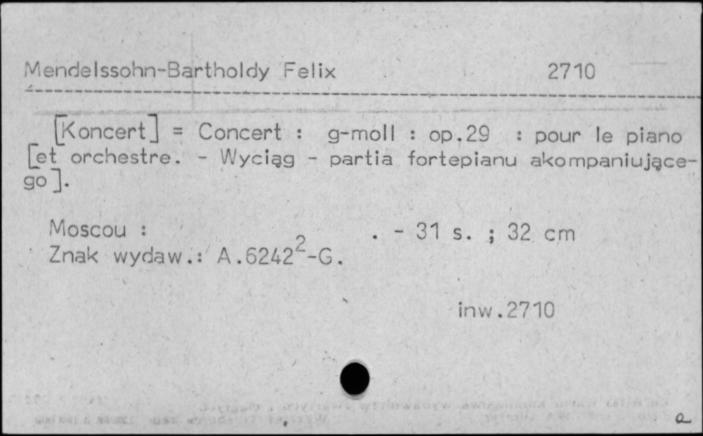 Mendelssohn-Bartholdy Felix 2710
[Koncert] = Concert : g-moll : op.29 : pour le piano
[et orchestre. - Wyciąg - partia fortepianu akompaniujące-
go].
Moscou : . - 31 s. ; 32 cm
Znak wydaw.: A.6242²-G.
inw.2710
a